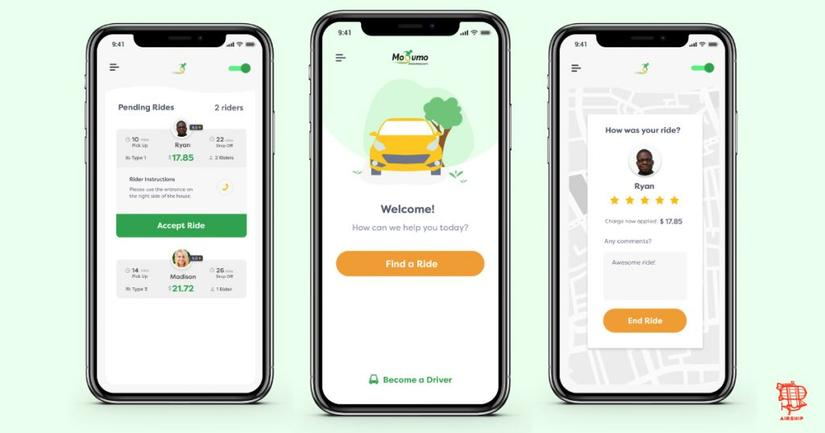 9:41
Pending Rides
2 riders
10 mins
Pick Up
22 mins
Drop Off
Ryan
Type 1
$17.85
2 Riders
Rider Instructions
Please use the entrance on
the right side of the house.
Accept Ride
14 mins
Pick Up
26 mins
Drop Off
Madison
Type 3
$21.72
1 Rider
9:41
Welcome!
How can we help you today?
Find a Ride
Become a Driver
9:41
How was your ride?
Ryan
Charge now applied: $ 17.85
Any comments?
Awesome ride!
End Ride
AIRSHIP